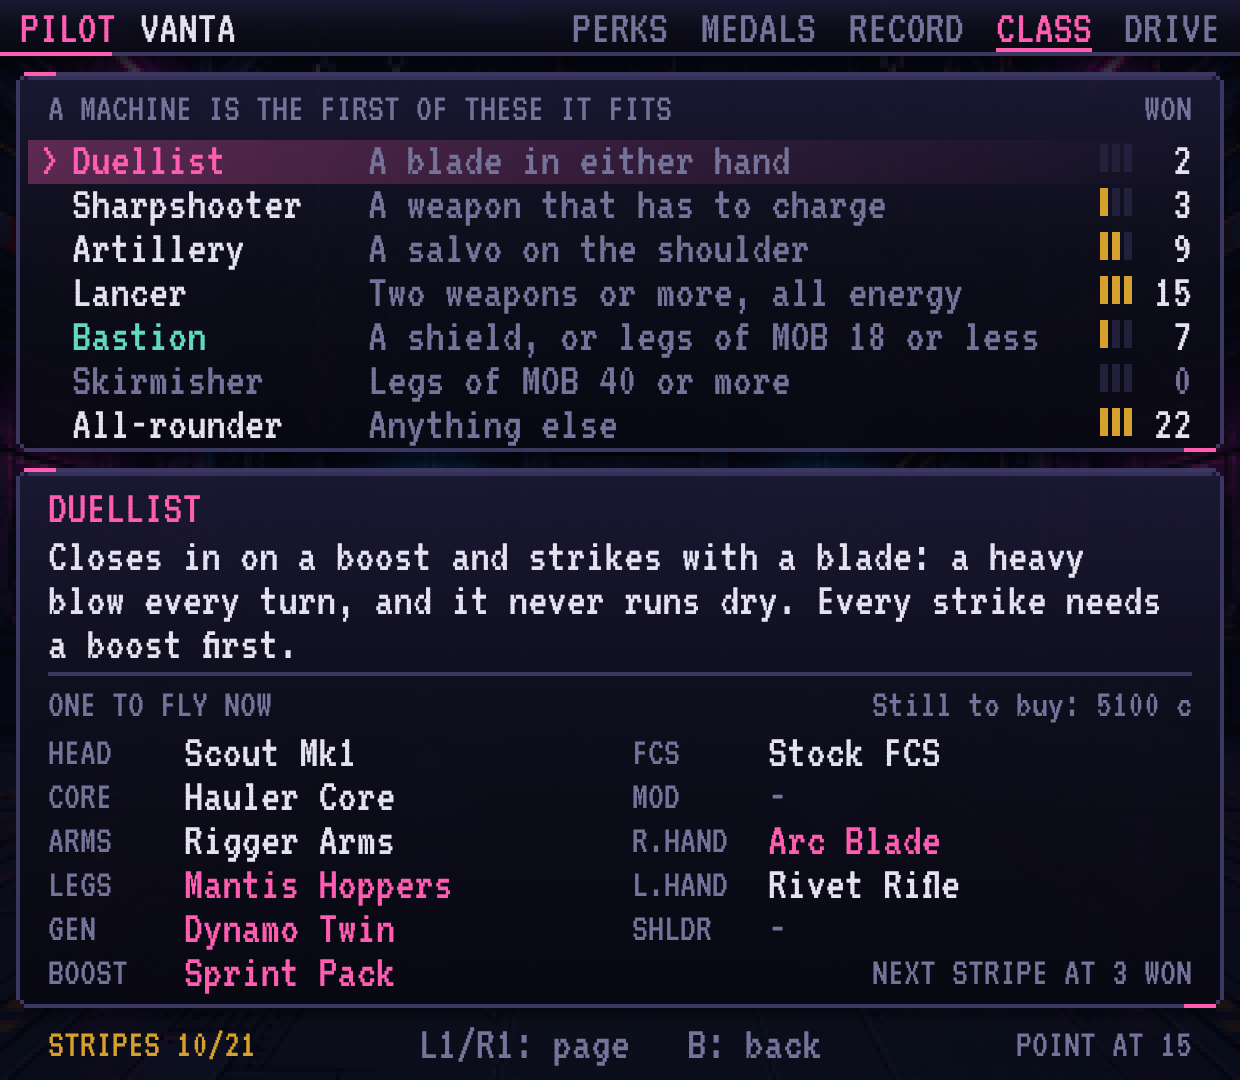 PILOT VANTA PERKS MEDALS RECORD CLASS DRIVE
A MACHINE IS THE FIRST OF THESE IT FITS WON
> Duellist A blade in either hand 2
Sharpshooter A weapon that has to charge 3
Artillery A salvo on the shoulder 9
Lancer Two weapons or more, all energy 15
Bastion A shield, or legs of MOB 18 or less 7
Skirmisher Legs of MOB 40 or more 0
All-rounder Anything else 22
DUELLIST
Closes in on a boost and strikes with a blade: a heavy
blow every turn, and it never runs dry. Every strike needs
a boost first.
ONE TO FLY NOW Still to buy: 5100 c
HEAD Scout Mk1 FCS Stock FCS
CORE Hauler Core MOD -
ARMS Rigger Arms R.HAND Arc Blade
LEGS Mantis Hoppers L.HAND Rivet Rifle
GEN Dynamo Twin SHLDR -
BOOST Sprint Pack NEXT STRIPE AT 3 WON
STRIPES 10/21 L1/R1: page B: back POINT AT 15